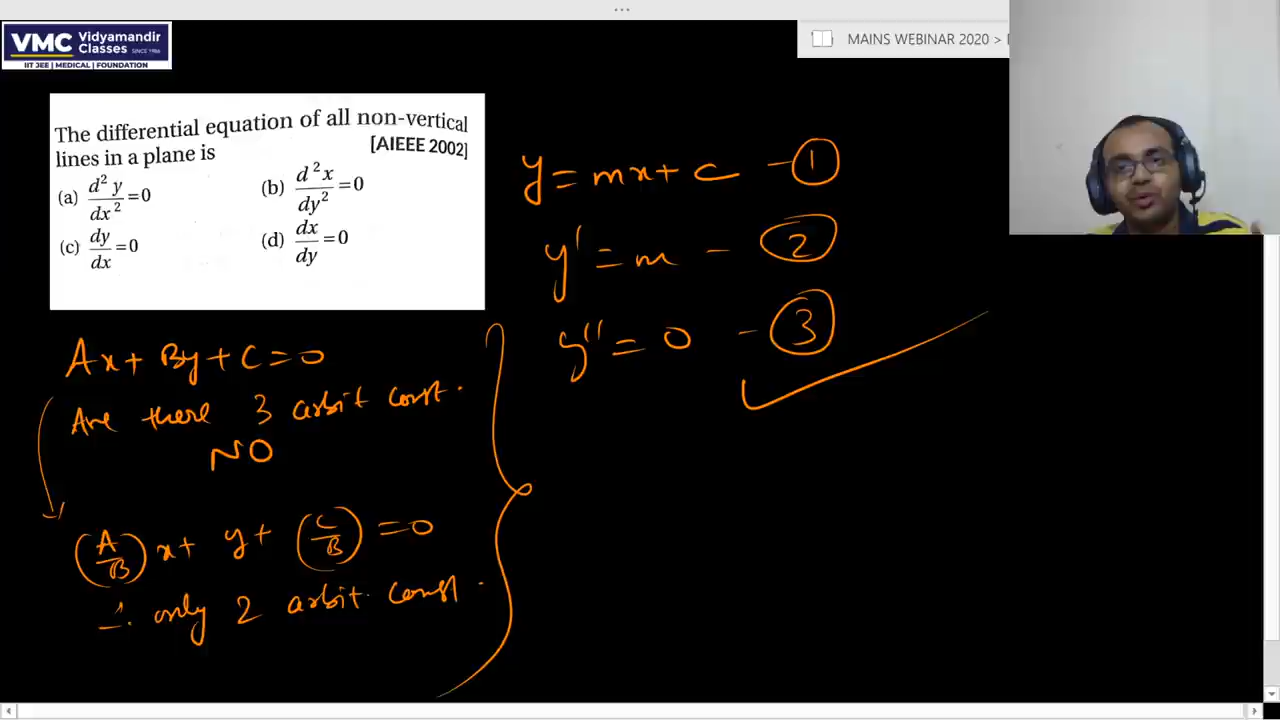 VMC
Vidyamandir
Classes
SINCE 1986
IIT JEE | MEDICAL | FOUNDATION
MAINS WEBINAR 2020 >
The differential equation of all non-vertical
lines in a plane is [AIEEE 2002]
(a) d²y/dx² =0 (b) d²x/dy² =0
(c) dy/dx =0 (d) dx/dy =0
y = mx + c - ①
y' = m - ②
y'' = 0 - ③
Ax + By + C = 0
Are there 3 arbit const.
NO
(A/B) x + y + (C/B) = 0
∴ only 2 arbit. const.